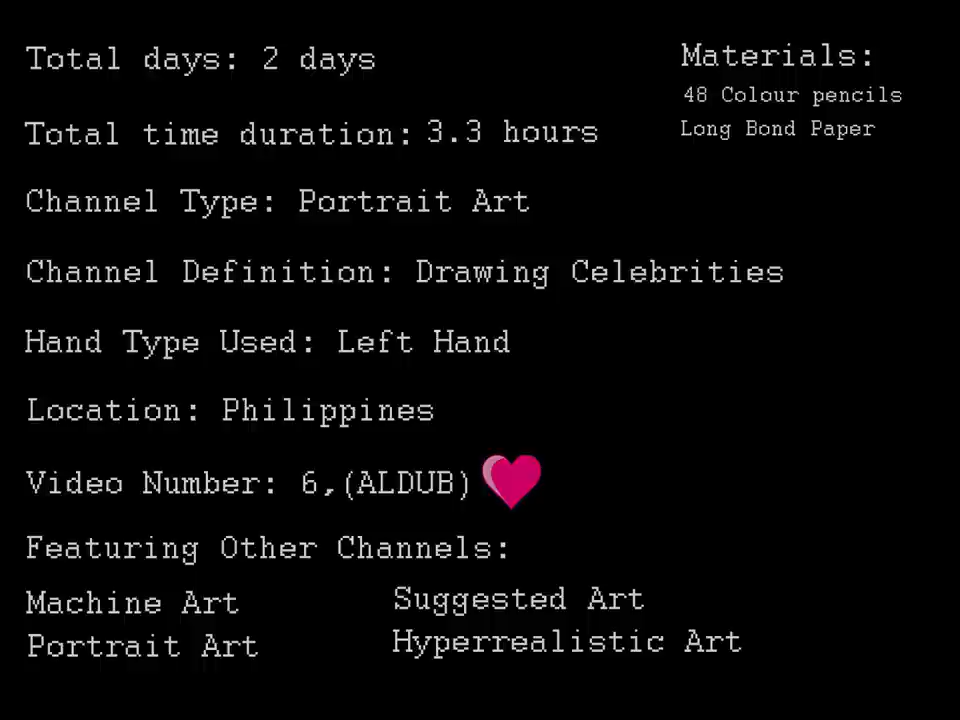 Total days: 2 days
Materials:
48 Colour pencils
Long Bond Paper
Total time duration: 3.3 hours
Channel Type: Portrait Art
Channel Definition: Drawing Celebrities
Hand Type Used: Left Hand
Location: Philippines
Video Number: 6,(ALDUB)
Featuring Other Channels:
Machine Art
Suggested Art
Portrait Art
Hyperrealistic Art